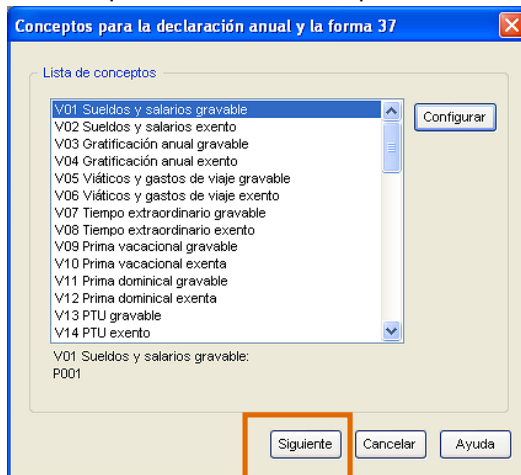 Conceptos para la declaración anual y la forma 37
Lista de conceptos
V01 Sueldos y salarios gravable
V02 Sueldos y salarios exento
V03 Gratificación anual gravable
V04 Gratificación anual exento
V05 Viáticos y gastos de viaje gravable
V06 Viáticos y gastos de viaje exento
V07 Tiempo extraordinario gravable
V08 Tiempo extraordinario exento
V09 Prima vacacional gravable
V10 Prima vacacional exenta
V11 Prima dominical gravable
V12 Prima dominical exenta
V13 PTU gravable
V14 PTU exento
Configurar
V01 Sueldos y salarios gravable:
P001
Siguiente
Cancelar
Ayuda